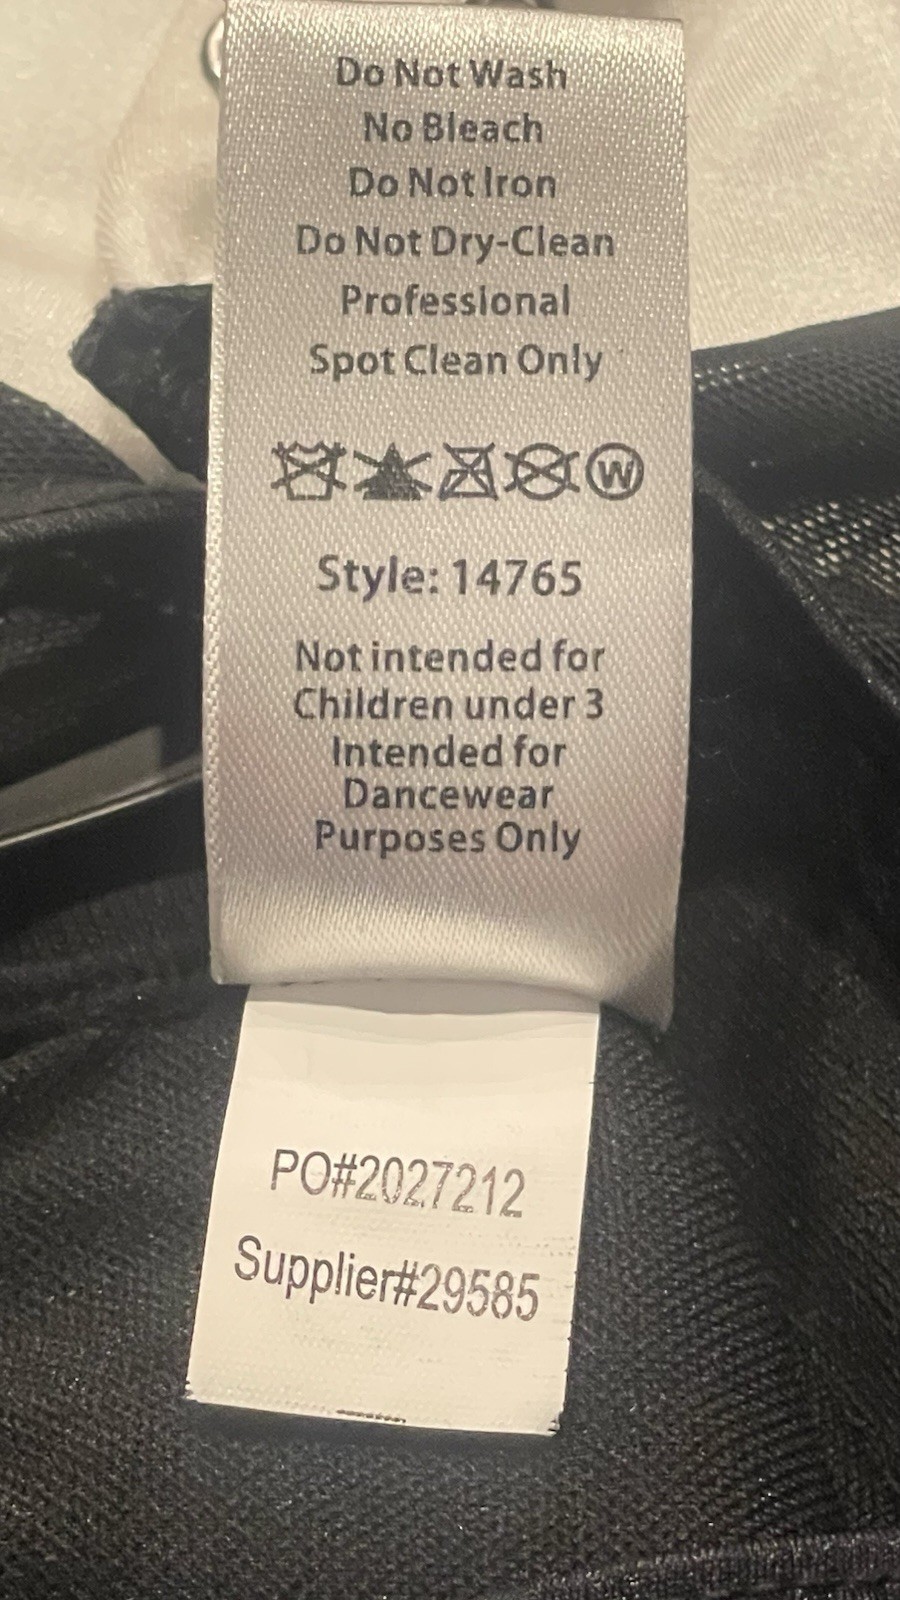 Do Not Wash
No Bleach
Do Not Iron
Do Not Dry-Clean
Professional
Spot Clean Only
W
Style: 14765
Not intended for
Children under 3
Intended for
Dancewear
Purposes Only
PO#2027212
Supplier#29585